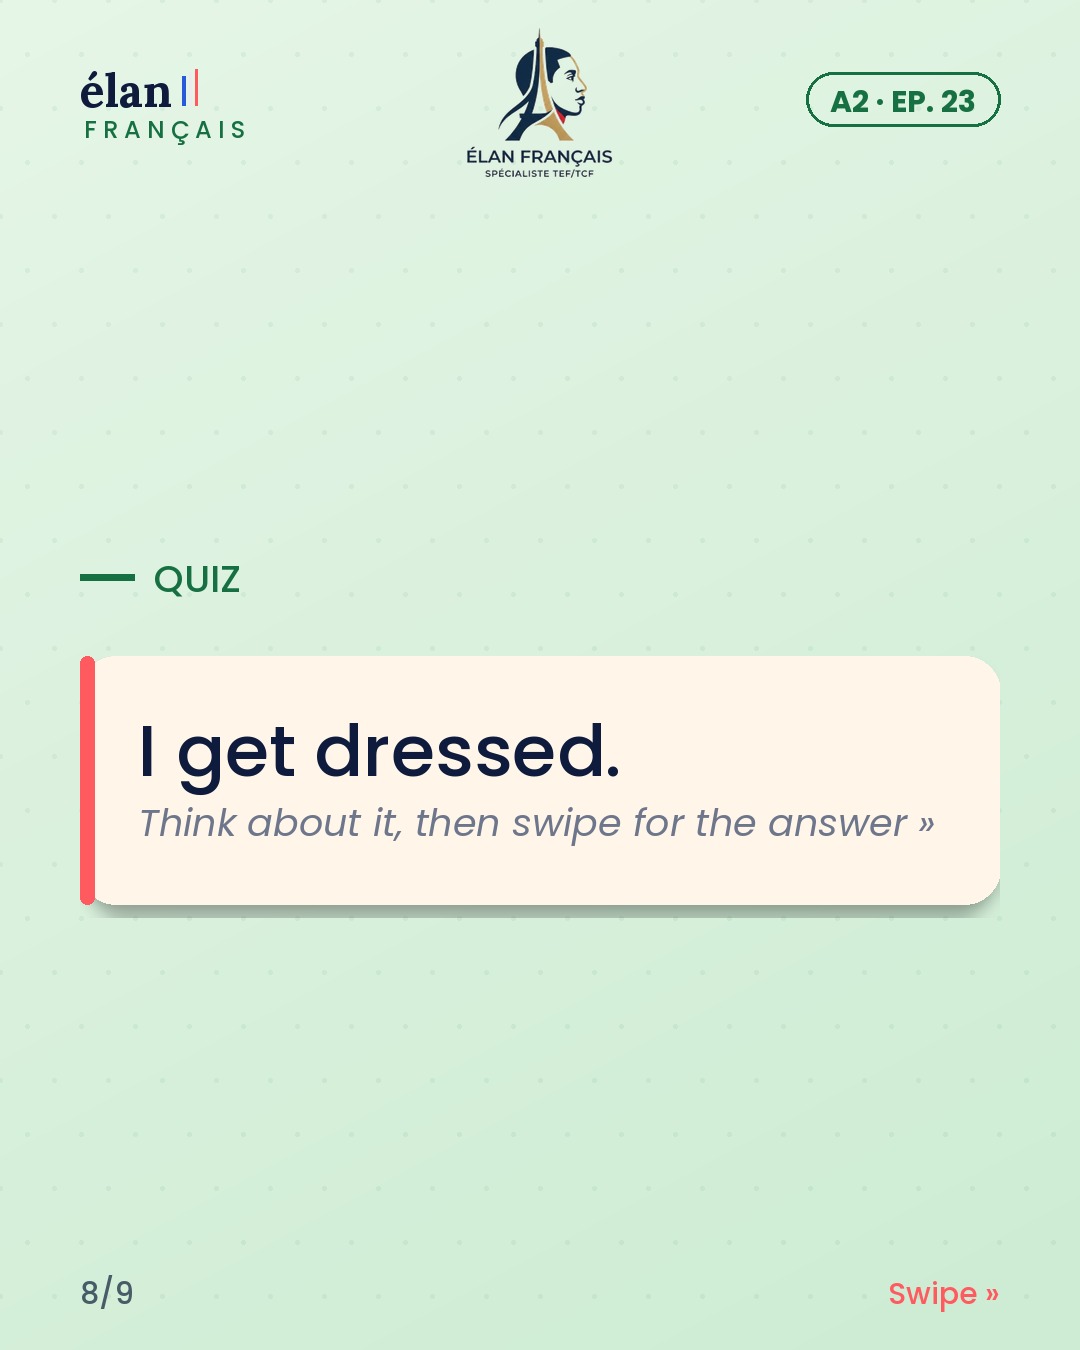 élan
FRANÇAIS
ÉLAN FRANÇAIS
SPÉCIALISTE TEF/TCF
A2 · EP. 23
QUIZ
I get dressed.
Think about it, then swipe for the answer »
8/9
Swipe »